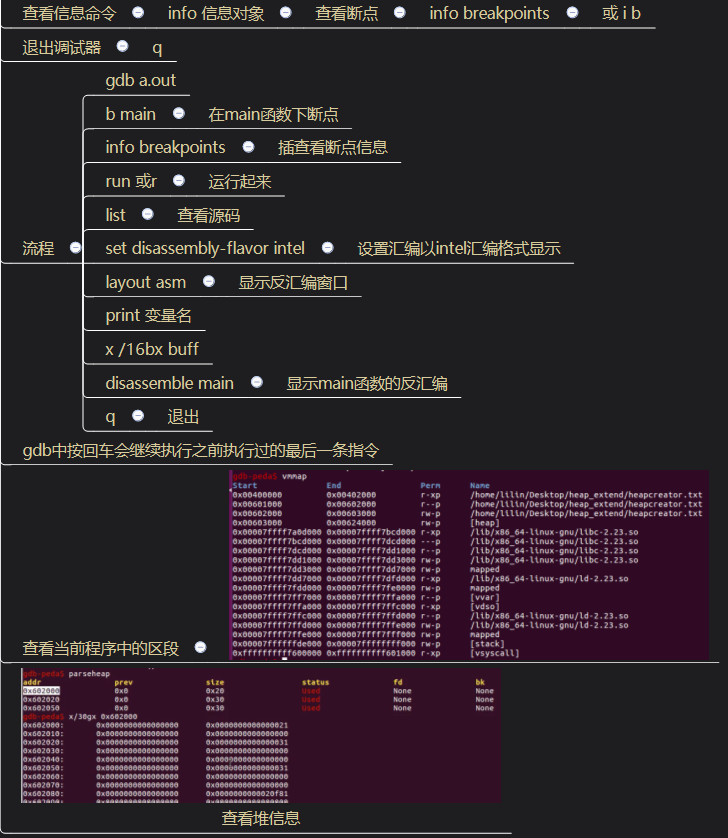 查看信息命令 info 信息对象 查看断点 info breakpoints 或 i b
退出调试器 q
gdb a.out
b main 在main函数下断点
info breakpoints 插查看断点信息
run 或r 运行起来
list 查看源码
流程 set disassembly-flavor intel 设置汇编以intel汇编格式显示
layout asm 显示反汇编窗口
print 变量名
x /16bx buff
disassemble main 显示main函数的反汇编
q 退出
gdb中按回车会继续执行之前执行过的最后一条指令
gdb-peda$ vmmap
Start End Perm Name
0x00400000 0x00402000 r-xp /home/lilin/Desktop/heap_extend/heapcreator.txt
0x00601000 0x00602000 r--p /home/lilin/Desktop/heap_extend/heapcreator.txt
0x00602000 0x00603000 rw-p /home/lilin/Desktop/heap_extend/heapcreator.txt
0x00603000 0x00624000 rw-p [heap]
0x00007ffff7a0d000 0x00007ffff7bcd000 r-xp /lib/x86_64-linux-gnu/libc-2.23.so
0x00007ffff7bcd000 0x00007ffff7dcd000 ---p /lib/x86_64-linux-gnu/libc-2.23.so
0x00007ffff7dcd000 0x00007ffff7dd1000 r--p /lib/x86_64-linux-gnu/libc-2.23.so
0x00007ffff7dd1000 0x00007ffff7dd3000 rw-p /lib/x86_64-linux-gnu/libc-2.23.so
0x00007ffff7dd3000 0x00007ffff7dd7000 rw-p mapped
0x00007ffff7dd7000 0x00007ffff7dfd000 r-xp /lib/x86_64-linux-gnu/ld-2.23.so
0x00007ffff7fdd000 0x00007ffff7fe0000 rw-p mapped
0x00007ffff7ff7000 0x00007ffff7ffa000 r--p [vvar]
0x00007ffff7ffa000 0x00007ffff7ffc000 r-xp [vdso]
0x00007ffff7ffc000 0x00007ffff7ffd000 r--p /lib/x86_64-linux-gnu/ld-2.23.so
0x00007ffff7ffd000 0x00007ffff7ffe000 rw-p /lib/x86_64-linux-gnu/ld-2.23.so
0x00007ffff7ffe000 0x00007ffff7fff000 rw-p mapped
0x00007ffffffde000 0x00007ffffffff000 rw-p [stack]
0xffffffffff600000 0xffffffffff601000 r-xp [vsyscall]
查看当前程序中的区段
gdb-peda$ parseheap
addr prev size status fd bk
0x602000 0x0 0x20 Used None None
0x602020 0x0 0x30 Used None None
0x602050 0x0 0x30 Used None None
gdb-peda$ x/30gx 0x602000
0x602000: 0x0000000000000000 0x0000000000000021
0x602010: 0x0000000000000000 0x0000000000000000
0x602020: 0x0000000000000000 0x0000000000000031
0x602030: 0x0000000000000000 0x0000000000000000
0x602040: 0x0000000000000000 0x0000000000000000
0x602050: 0x0000000000000000 0x0000000000000031
0x602060: 0x0000000000000000 0x0000000000000000
0x602070: 0x0000000000000000 0x0000000000000000
0x602080: 0x0000000000000000 0x0000000000020f81
查看堆信息